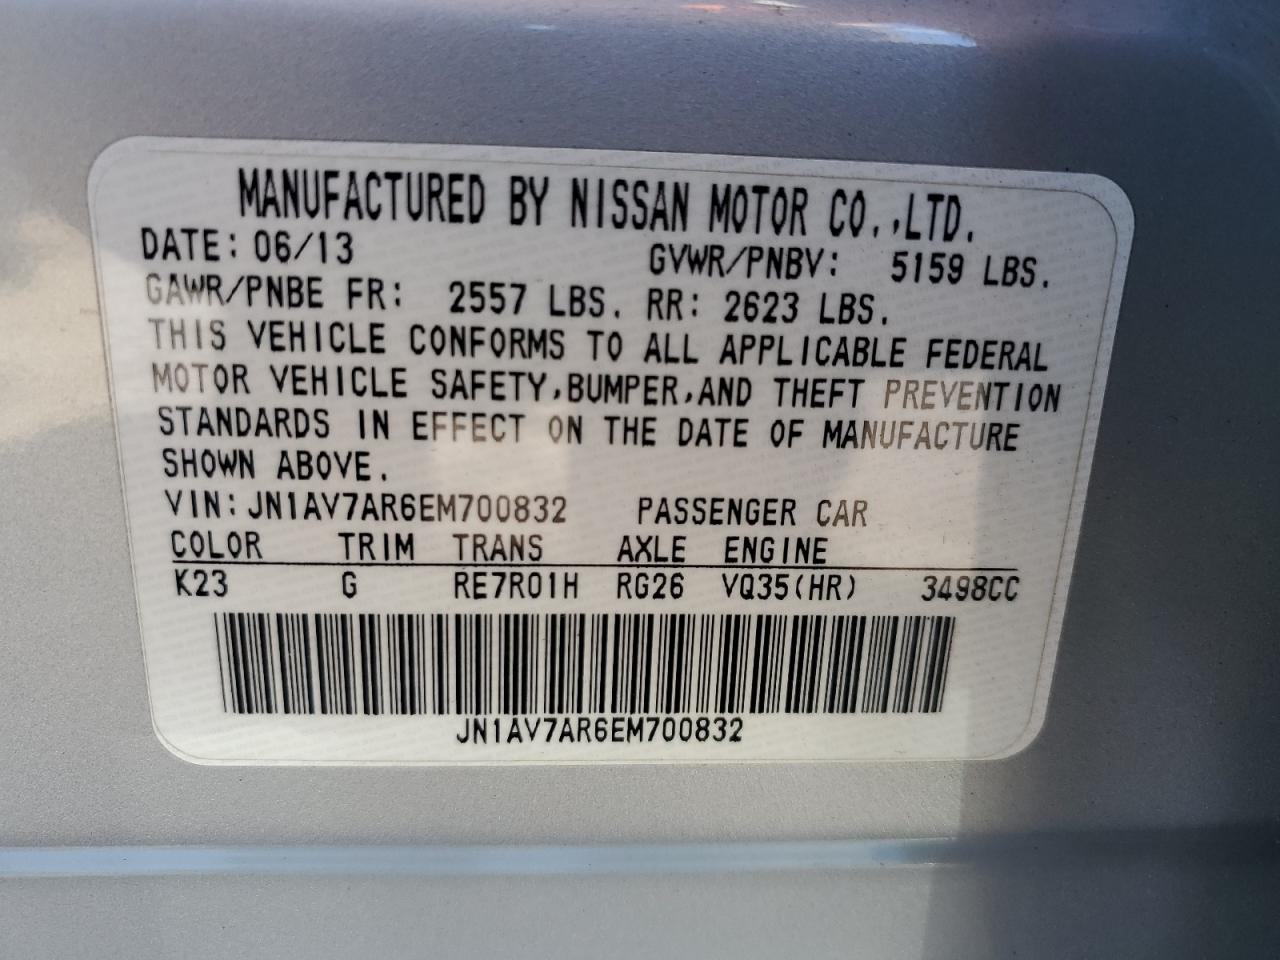 MANUFACTURED BY NISSAN MOTOR CO.,LTD.
DATE: 06/13 GVWR/PNBV: 5159 LBS.
GAWR/PNBE FR: 2557 LBS. RR: 2623 LBS.
THIS VEHICLE CONFORMS TO ALL APPLICABLE FEDERAL
MOTOR VEHICLE SAFETY,BUMPER,AND THEFT PREVENTION
STANDARDS IN EFFECT ON THE DATE OF MANUFACTURE
SHOWN ABOVE.
VIN:JN1AV7AR6EM700832 PASSENGER CAR
COLOR TRIM TRANS AXLE ENGINE
K23 G RE7R01H RG26 VQ35(HR) 3498CC
JN1AV7AR6EM700832